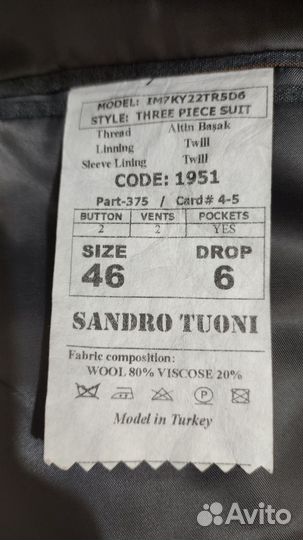 MODEL: IM7KY22TR5D6
STYLE: THREE PIECE SUIT
Thread Altin Başak
Linning Twill
Sleeve Lining Twill
CODE: 1951
Part-375 / Card# 4-5
BUTTON VENTS POCKETS
2 2 YES
SIZE DROP
46 6
SANDRO TUONI
Fabric composition:
WOOL 80% VISCOSE 20%
P
Model in Turkey
Avito